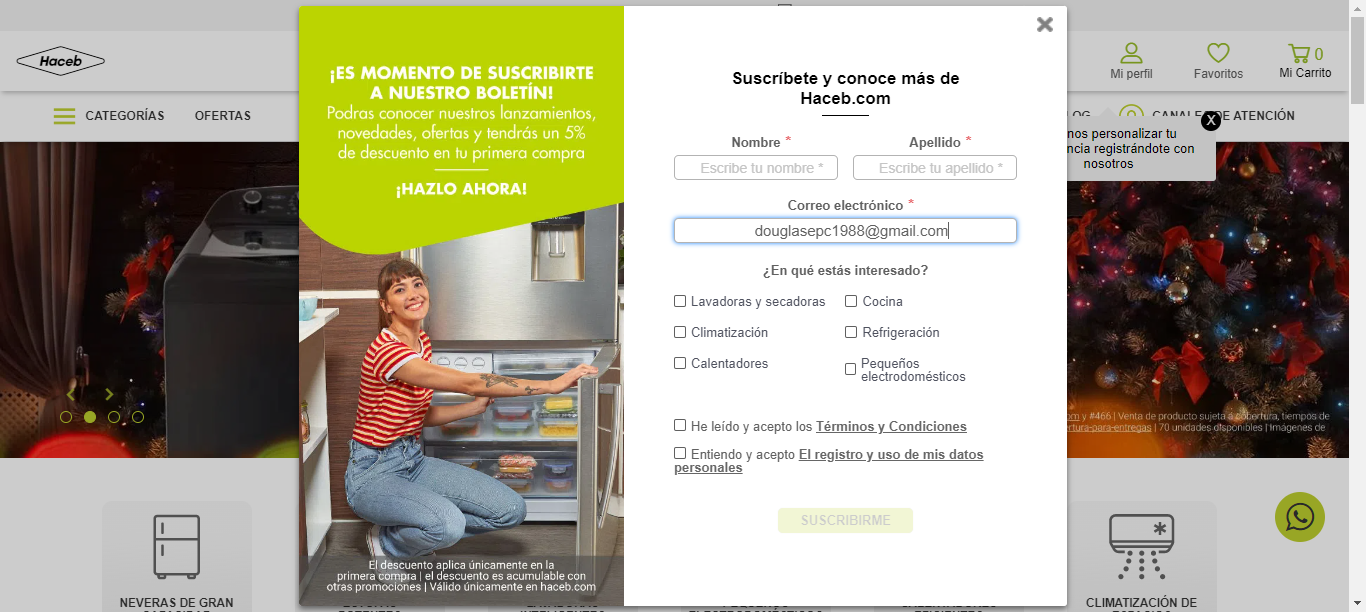 Haceb
Mi perfil
Favoritos
0
Mi Carrito
CATEGORÍAS
OFERTAS
CANALES DE ATENCIÓN
X
nos personalizar tu
ncia registrándote con
nosotros
¡ES MOMENTO DE SUSCRIBIRTE
A NUESTRO BOLETÍN!
Podras conocer nuestros lanzamientos,
novedades, ofertas y tendrás un 5%
de descuento en tu primera compra
¡HAZLO AHORA!
El descuento aplica únicamente en la
primera compra | el descuento es acumulable con
otras promociones | Válido únicamente en haceb.com
Suscríbete y conoce más de
Haceb.com
Nombre *
Apellido *
Escribe tu nombre *
Escribe tu apellido *
Correo electrónico *
douglasepc1988@gmail.com
¿En qué estás interesado?
Lavadoras y secadoras
Cocina
Climatización
Refrigeración
Calentadores
Pequeños
electrodomésticos
He leído y acepto los Términos y Condiciones
Entiendo y acepto El registro y uso de mis datos
personales
SUSCRIBIRME
om y #466 | Venta de producto sujeta a cobertura, tiempos de
ertura-para-entregas | 70 unidades disponibles | Imágenes de
NEVERAS DE GRAN
CLIMATIZACIÓN DE